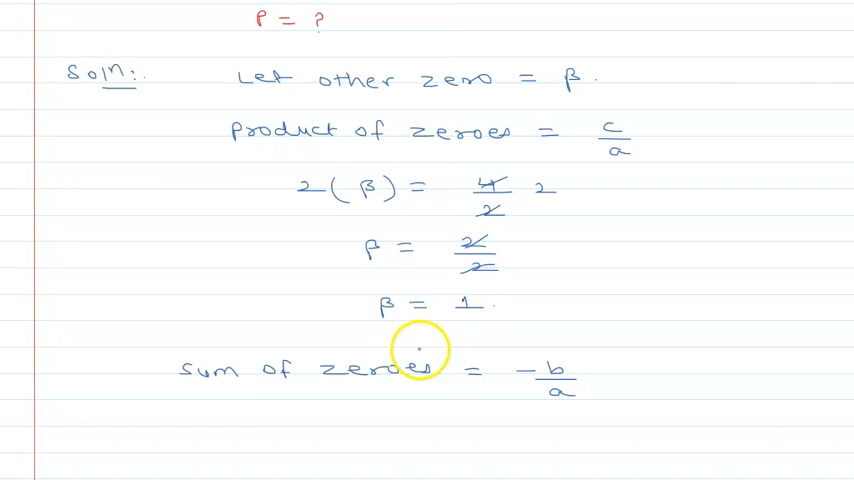 P = ?
Soln:. Let other zero = β.
product of zeroes = c/a
2(β) = 4/2 2
β = 2/2
β = 1.
sum of zeroes = -b/a